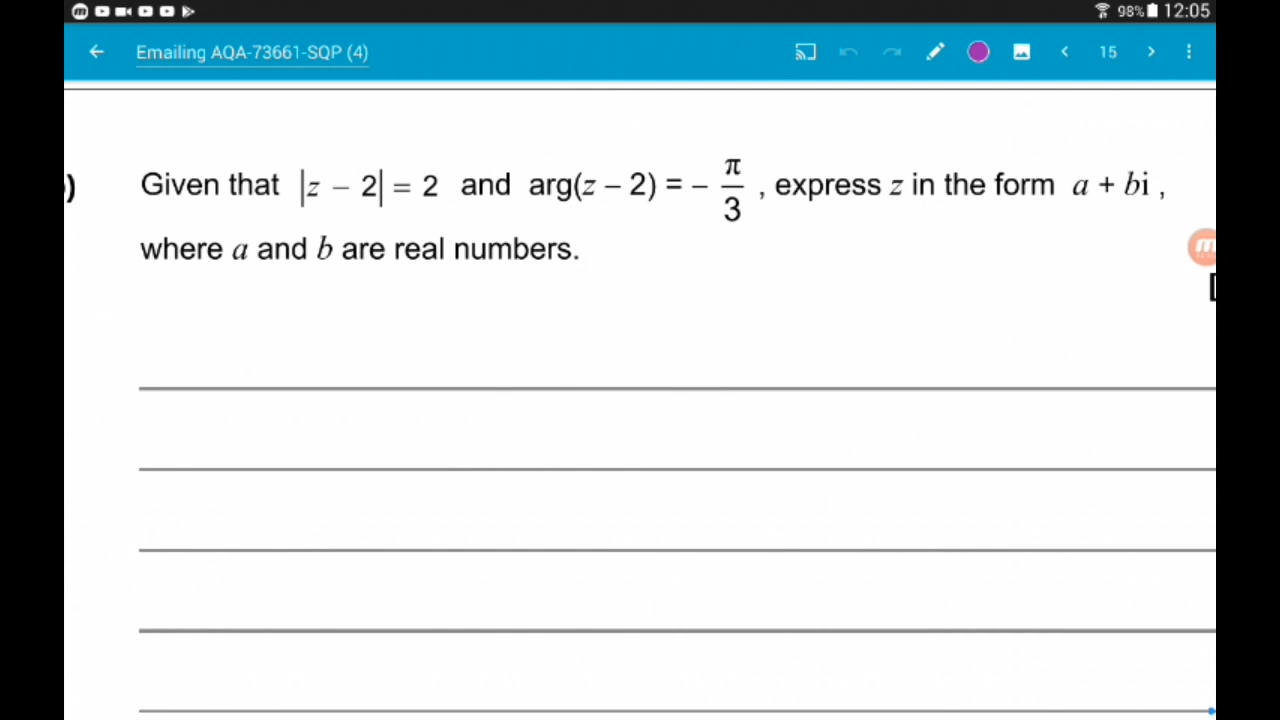 98% 12:05
Emailing AQA-73661-SQP (4)
15
) Given that |z − 2| = 2 and arg(z − 2) = − π/3 , express z in the form a + bi ,
where a and b are real numbers.
[